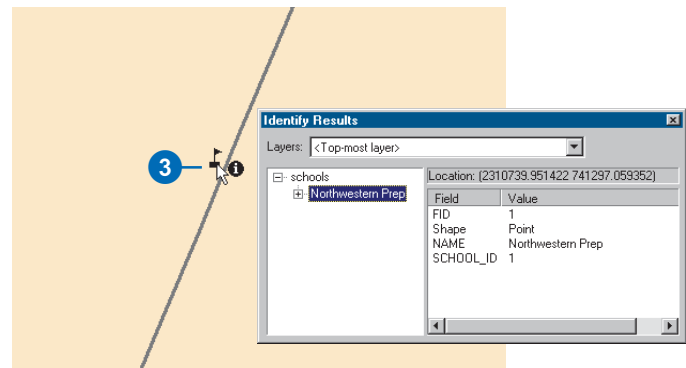 3
Identify Results
Layers: <Top-most layer>
schools
Northwestern Prep
Location: (2310739.951422 741297.059352)
Field Value
FID 1
Shape Point
NAME Northwestern Prep
SCHOOL_ID 1